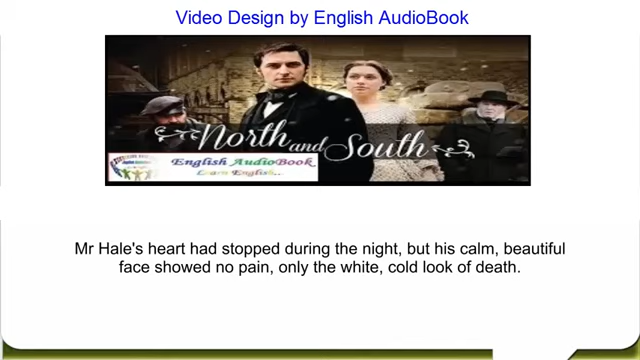 Video Design by English AudioBook
North and South
English AudioBook
Learn English...
Mr Hale's heart had stopped during the night, but his calm, beautiful
face showed no pain, only the white, cold look of death.